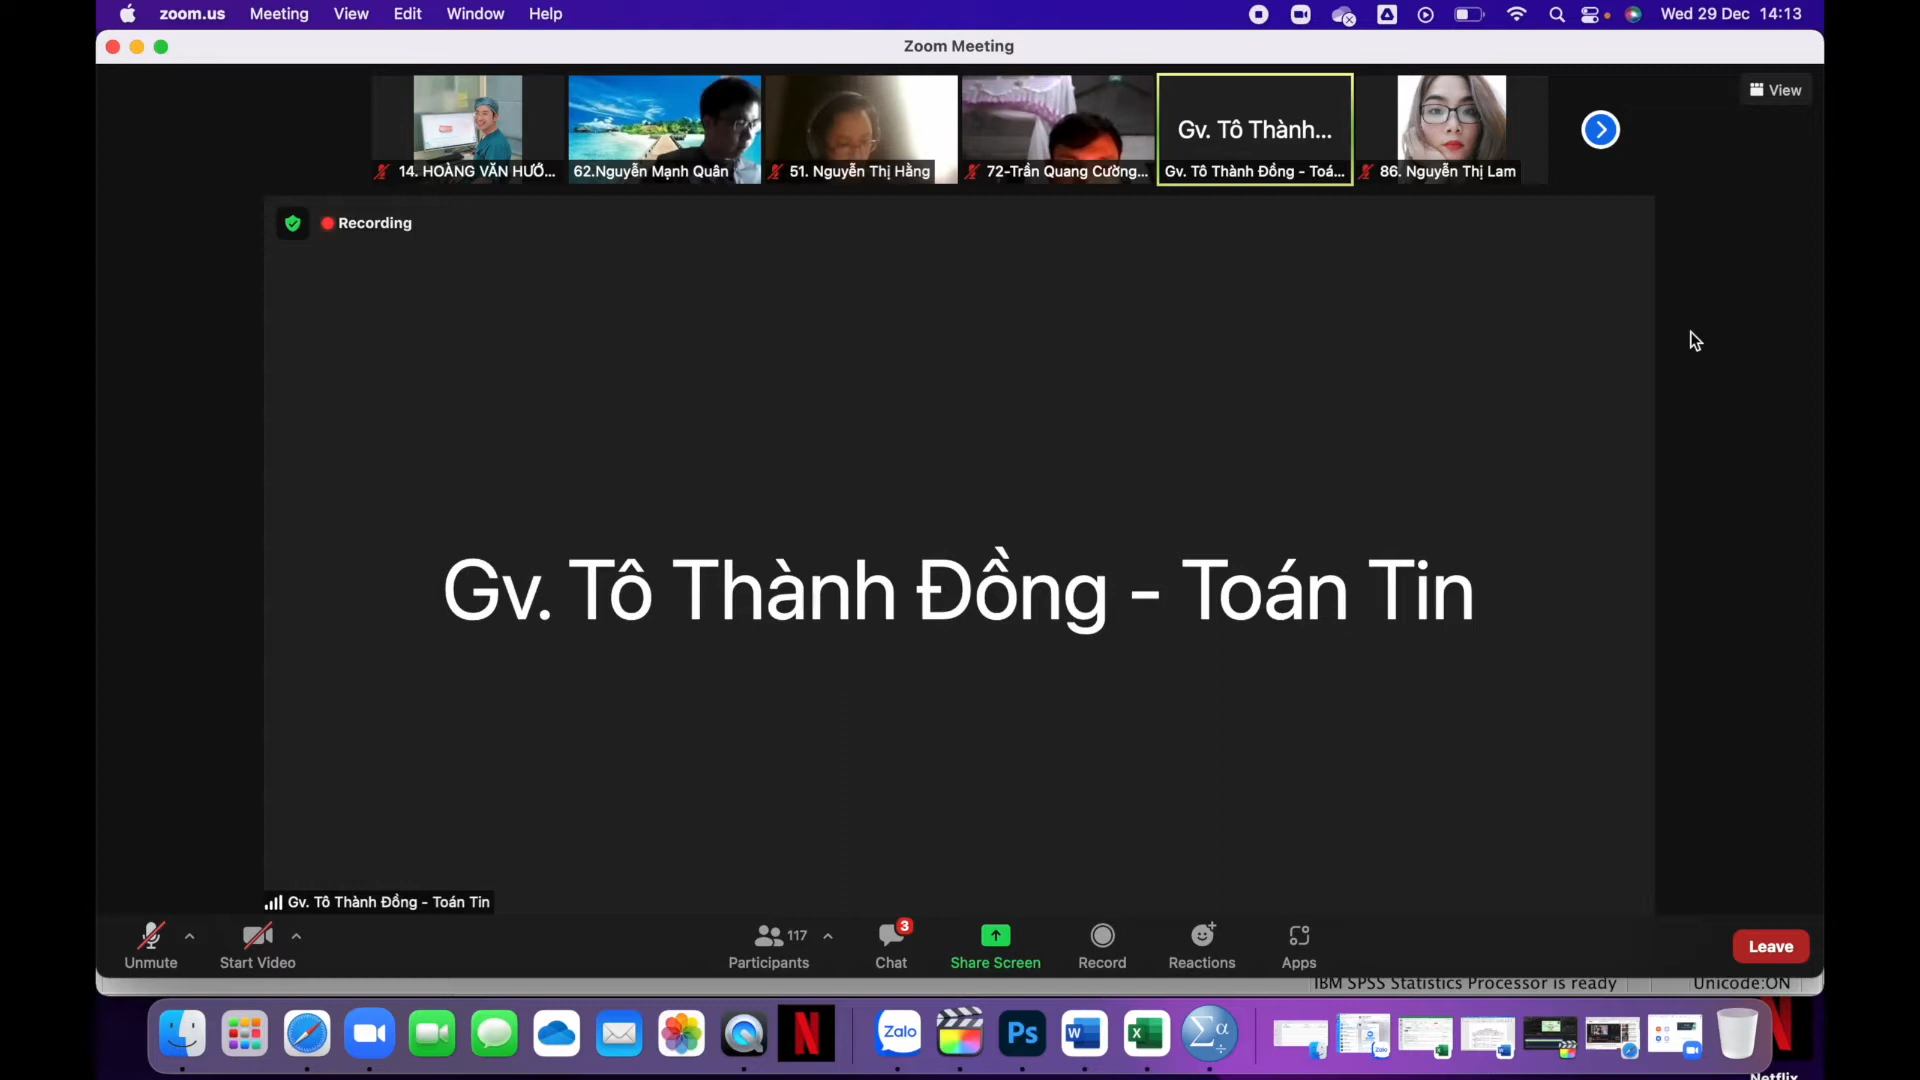 zoom.us Meeting View Edit Window Help Wed 29 Dec 14:13
Zoom Meeting
View
Gv. Tô Thành...
14. HOÀNG VĂN HƯỚ... 62.Nguyễn Mạnh Quân 51. Nguyễn Thị Hằng 72-Trần Quang Cường... Gv. Tô Thành Đồng - Toá... 86. Nguyễn Thị Lam
Recording
Gv. Tô Thành Đồng - Toán Tin
Gv. Tô Thành Đồng - Toán Tin
117 3
Unmute Start Video Participants Chat Share Screen Record Reactions Apps Leave
IBM SPSS Statistics Processor is ready Unicode:ON
N Zalo Ps W X Σα
Netflix